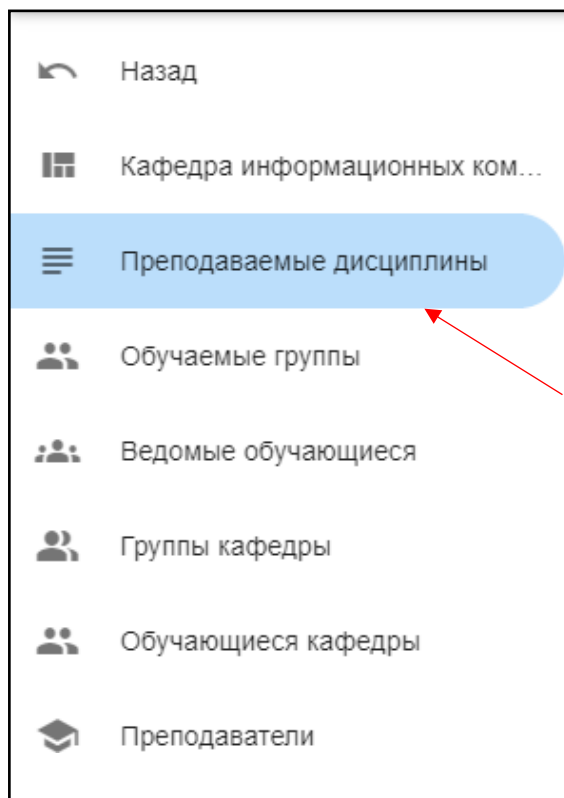 Назад
Кафедра информационных ком...
Преподаваемые дисциплины
Обучаемые группы
Ведомые обучающиеся
Группы кафедры
Обучающиеся кафедры
Преподаватели